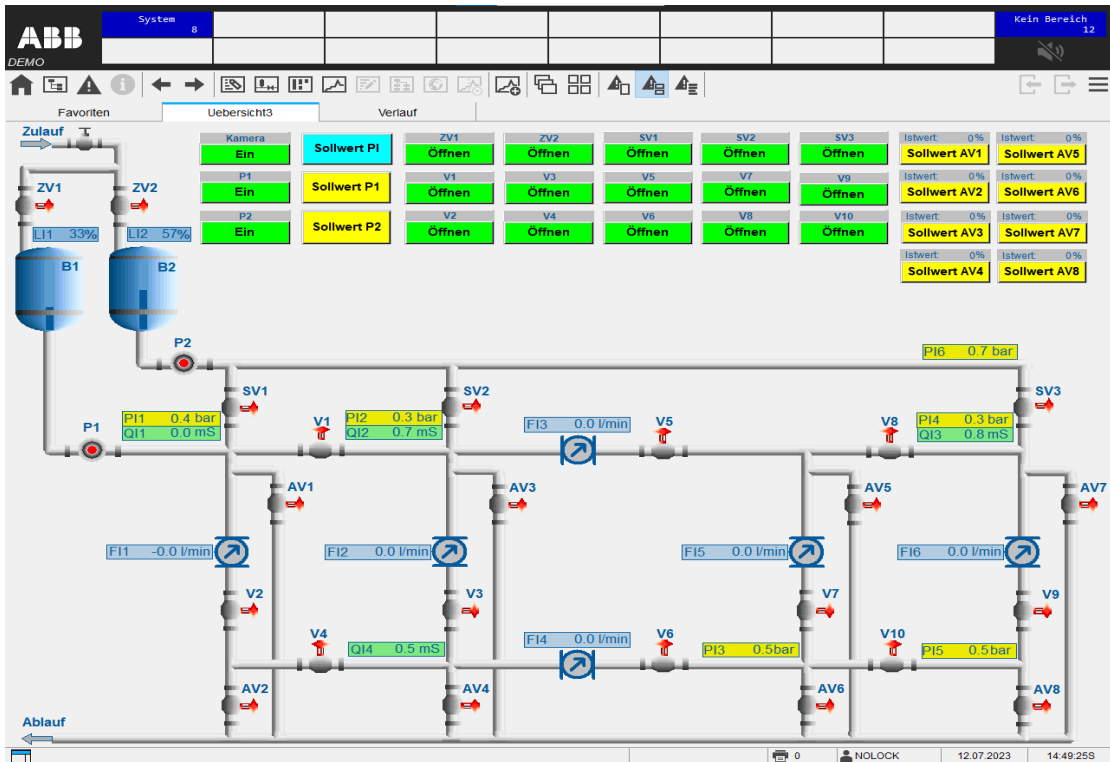 ABB
DEMO
System
8
Kein Bereich
12
Favoriten
Uebersicht3
Verlauf
Zulauf
Kamera
Ein
Sollwert PI
ZV1
Öffnen
ZV2
Öffnen
SV1
Öffnen
SV2
Öffnen
SV3
Öffnen
Istwert: 0%
Sollwert AV1
Istwert: 0%
Sollwert AV5
P1
Ein
Sollwert P1
V1
Öffnen
V3
Öffnen
V5
Öffnen
V7
Öffnen
V9
Öffnen
Istwert: 0%
Sollwert AV2
Istwert: 0%
Sollwert AV6
P2
Ein
Sollwert P2
V2
Öffnen
V4
Öffnen
V6
Öffnen
V8
Öffnen
V10
Öffnen
Istwert: 0%
Sollwert AV3
Istwert: 0%
Sollwert AV7
Istwert: 0%
Sollwert AV4
Istwert: 0%
Sollwert AV8
ZV1
ZV2
LI1 33%
LI2 57%
B1
B2
P2
PI6 0.7 bar
SV1
SV2
SV3
PI1 0.4 bar
QI1 0.0 mS
V1
PI2 0.3 bar
QI2 0.7 mS
FI3 0.0 l/min
V5
V8
PI4 0.3 bar
QI3 0.8 mS
P1
AV1
AV3
AV5
AV7
FI1 -0.0 l/min
FI2 0.0 l/min
FI5 0.0 l/min
FI6 0.0 l/min
V2
V3
V7
V9
V4
QI4 0.5 mS
FI4 0.0 l/min
V6
PI3 0.5bar
V10
PI5 0.5bar
AV2
AV4
AV6
AV8
Ablauf
0
NOLOCK
12.07.2023
14:49:25S